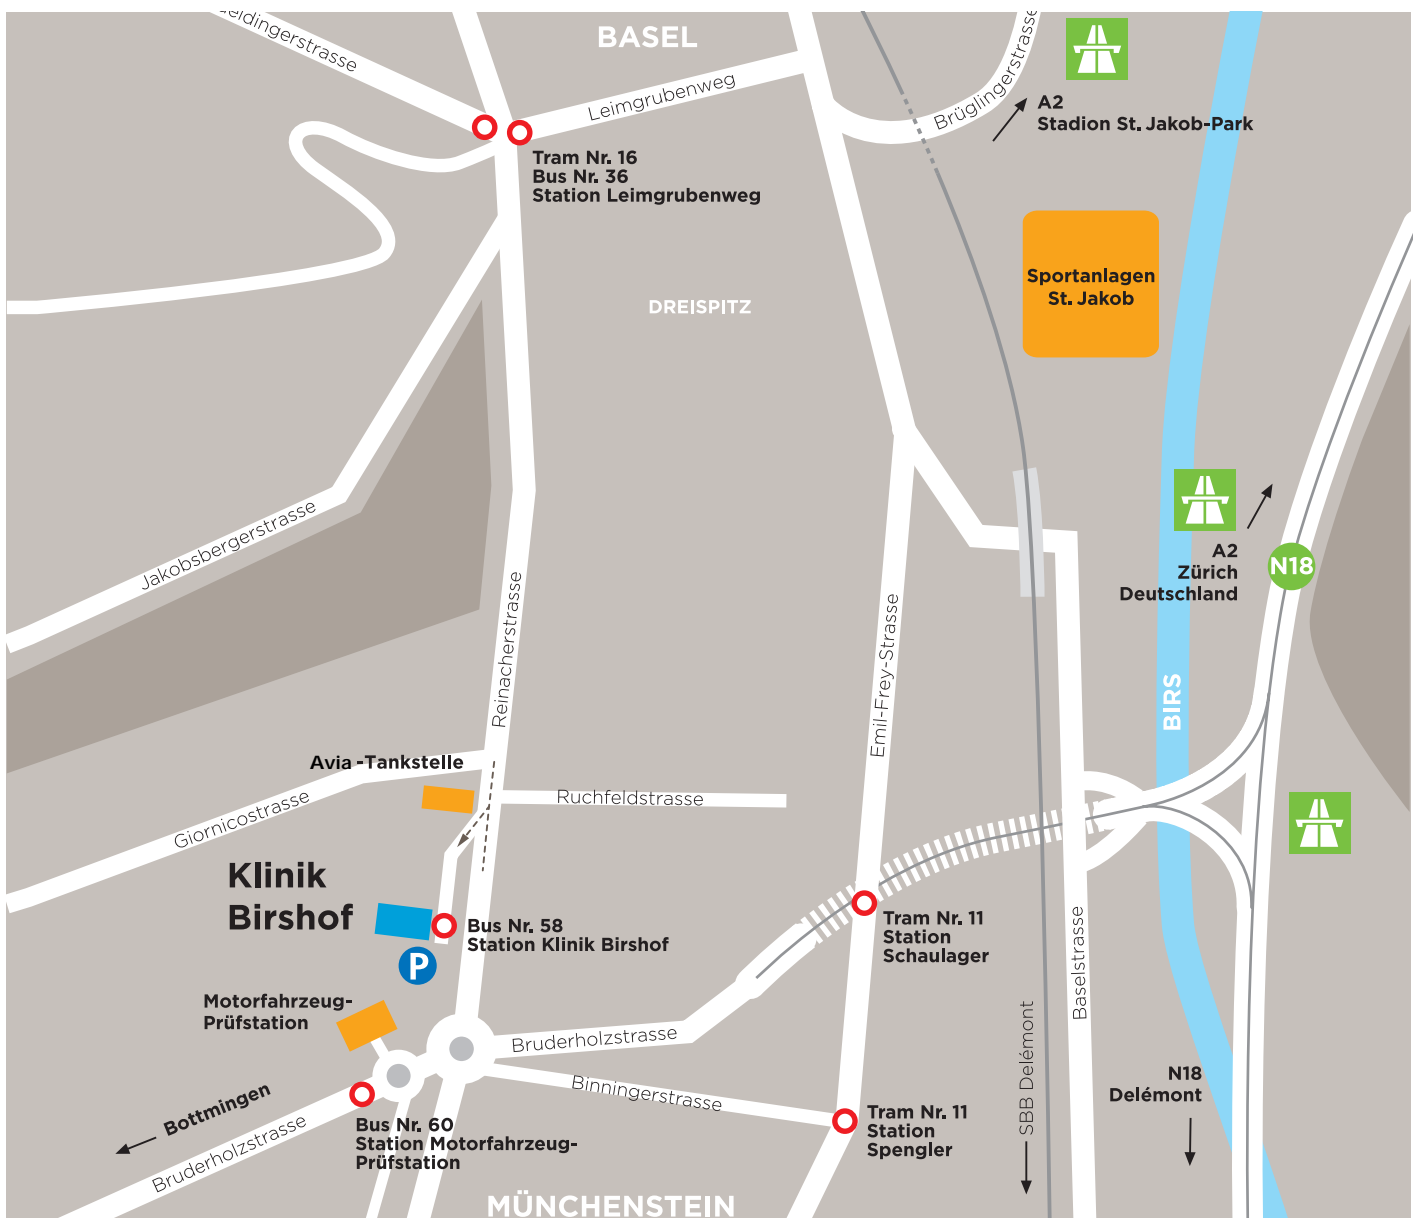 BASEL
Leimgrubenweg
Brüglingerstrasse
A2
Stadion St. Jakob-Park
Tram Nr. 16
Bus Nr. 36
Station Leimgrubenweg
Sportanlagen
St. Jakob
DREISPITZ
Jakobsbergerstrasse
Reinacherstrasse
Emil-Frey-Strasse
A2
Zürich
Deutschland
N18
BIRS
Avia -Tankstelle
Giornicostrasse
Ruchfeldstrasse
Klinik
Birshof
Bus Nr. 58
Station Klinik Birshof
P
Tram Nr. 11
Station
Schaulager
Baselstrasse
Motorfahrzeug-
Prüfstation
Bruderholzstrasse
Binningerstrasse
SBB Delémont
N18
Delémont
Bottmingen
Bruderholzstrasse
Bus Nr. 60
Station Motorfahrzeug-
Prüfstation
Tram Nr. 11
Station
Spengler
MÜNCHENSTEIN